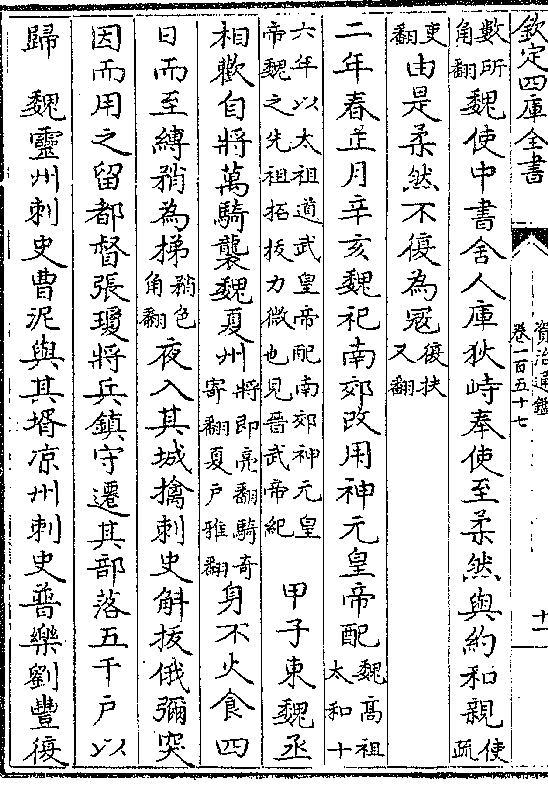 欽定四庫全書 資治通鑑卷一百五十七 十一
數所角翻魏使中書舍人庫狄峙奉使至柔然與約和親使疏
吏翻由是柔然不復為寇復扶又翻
二年春正月辛亥魏祀南郊改用神元皇帝配魏高祖太和十
六年以太祖道武皇帝配南郊神元皇帝魏之先祖拓拔力微也見晉武帝紀 甲子東魏丞
相歡自將萬騎襲魏夏州將即亮翻騎奇寄翻夏戶雅翻身不火食四
日而至縛矟為梯矟色角翻夜入其城擒刺史斛拔俄彌突
因而用之留都督張瓊將兵鎮守遷其部落五千戶以
歸 魏靈州刺史曹泥與其壻凉州刺史普樂劉豐復